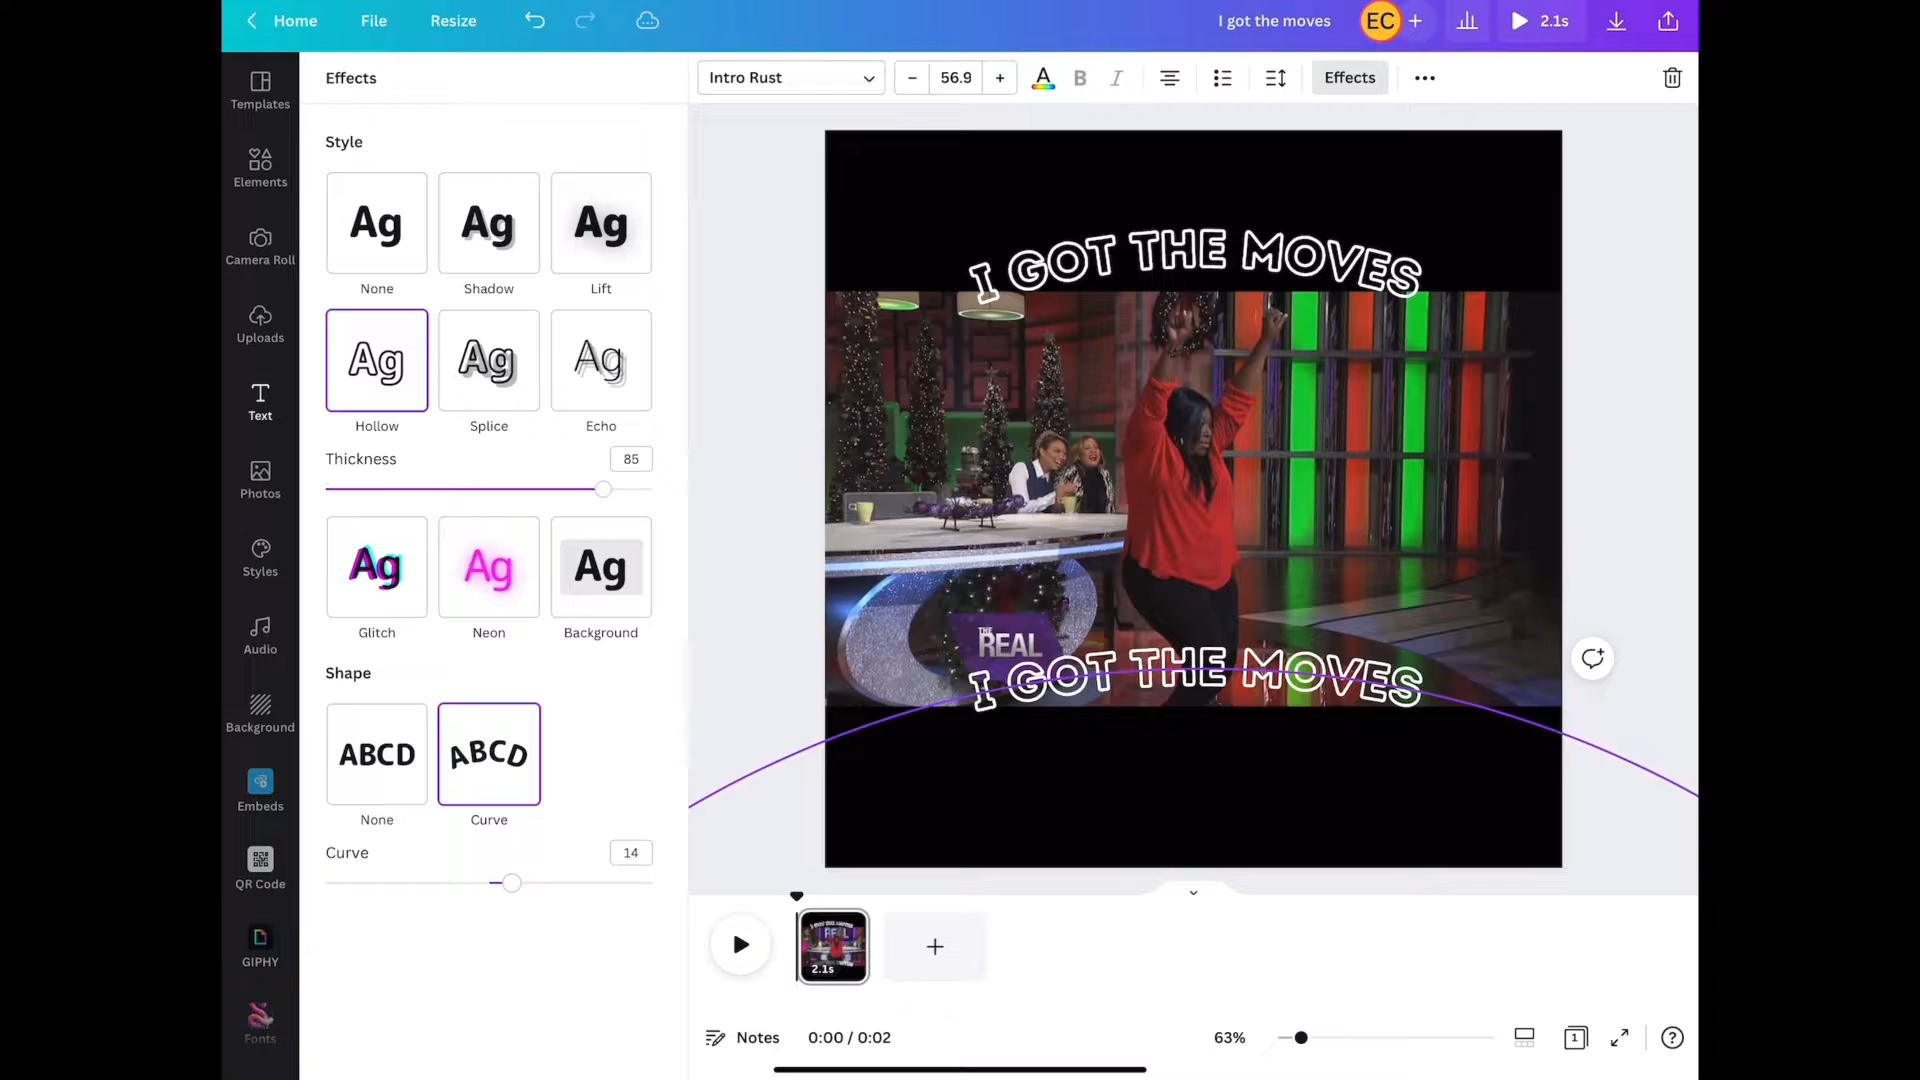 Home File Resize I got the moves EC 2.1s
Effects Intro Rust 56.9 A B I Effects
Templates
Elements
Camera Roll
Uploads
Text
Photos
Styles
Audio
Background
Embeds
QR Code
GIPHY
Fonts
Style
Ag Ag Ag
None Shadow Lift
Ag Ag Ag
Hollow Splice Echo
Thickness 85
Ag Ag Ag
Glitch Neon Background
Shape
ABCD ABCD
None Curve
Curve 14
I GOT THE MOVES
THE
REAL
I GOT THE MOVES
2.1s
Notes 0:00 / 0:02 63% 1 ?